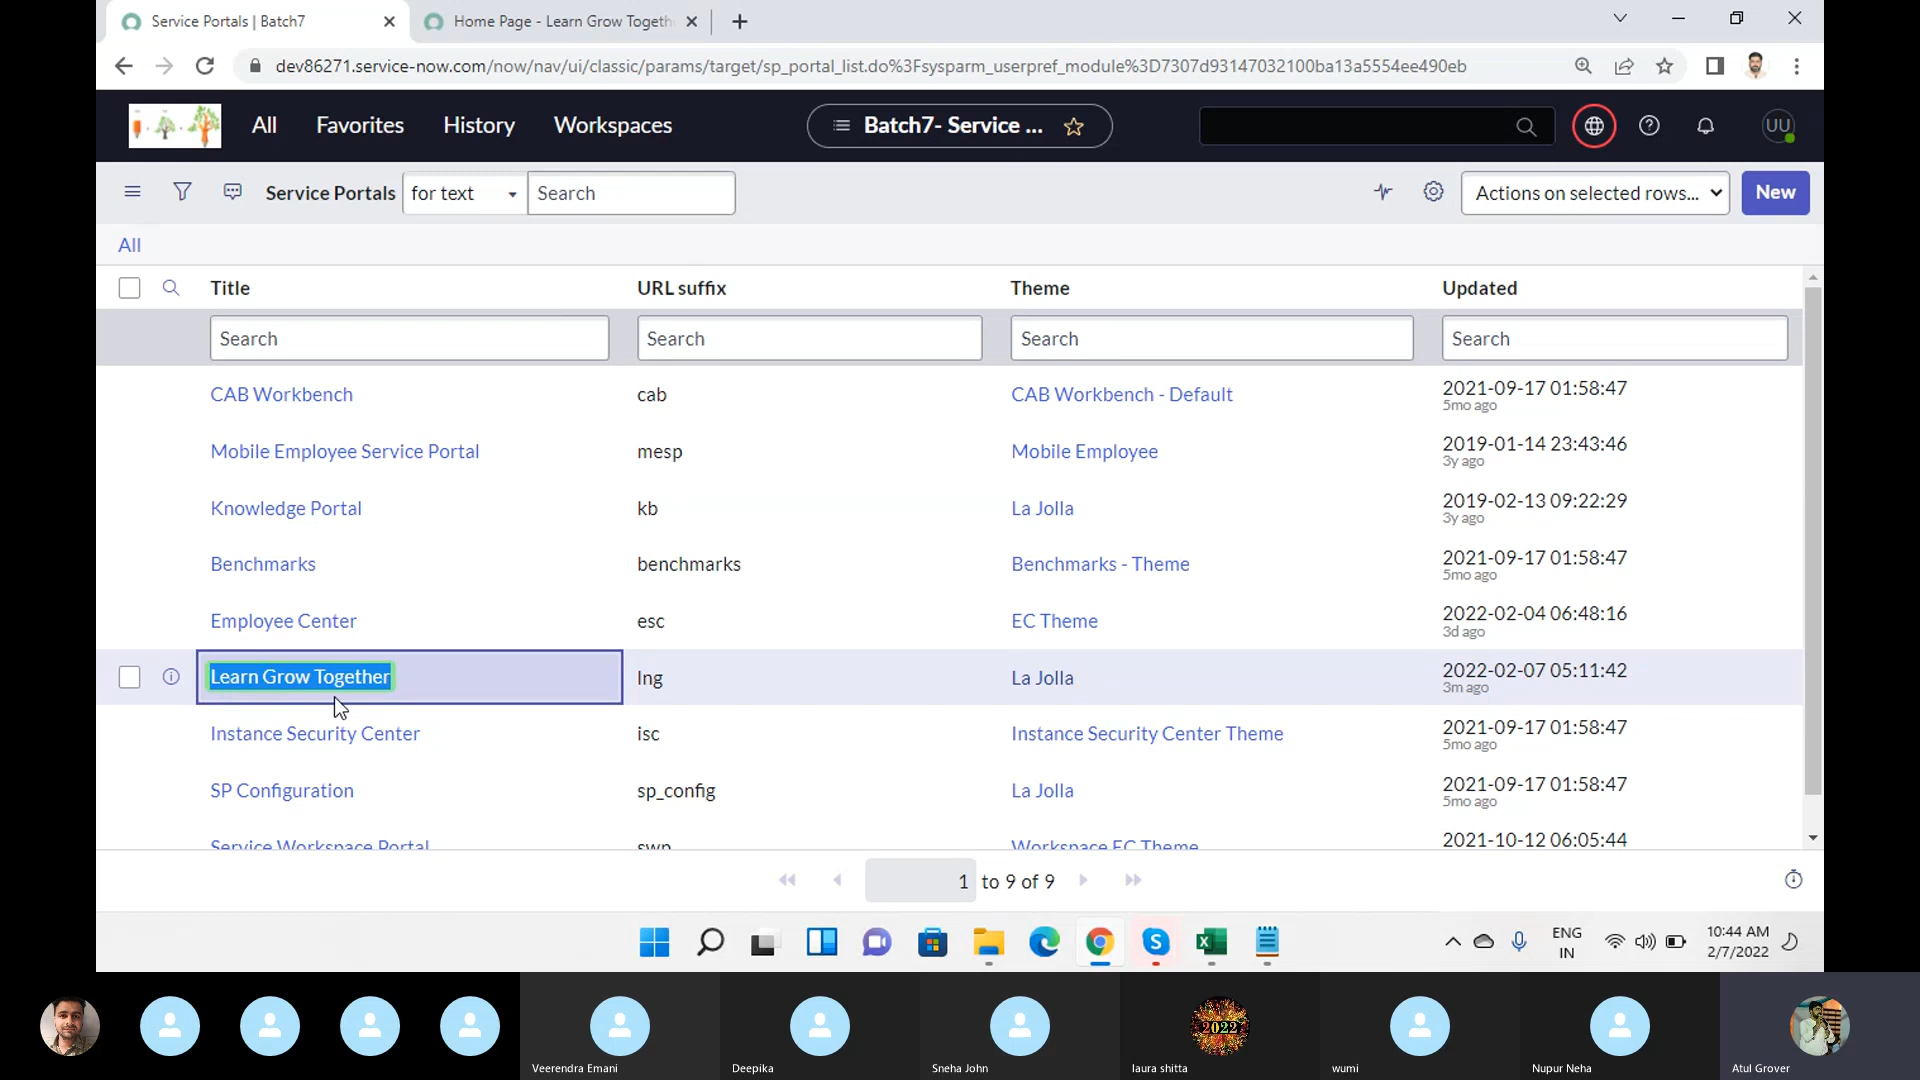 Service Portals | Batch7
Home Page - Learn Grow Togeth
dev86271.service-now.com/now/nav/ui/classic/params/target/sp_portal_list.do%3Fsysparm_userpref_module%3D7307d93147032100ba13a5554ee490eb
All Favorites History Workspaces Batch7- Service ... UU
Service Portals for text Search Actions on selected rows... New
All
Title URL suffix Theme Updated
Search Search Search Search
CAB Workbench cab CAB Workbench - Default 2021-09-17 01:58:47
5mo ago
Mobile Employee Service Portal mesp Mobile Employee 2019-01-14 23:43:46
3y ago
Knowledge Portal kb La Jolla 2019-02-13 09:22:29
3y ago
Benchmarks benchmarks Benchmarks - Theme 2021-09-17 01:58:47
5mo ago
Employee Center esc EC Theme 2022-02-04 06:48:16
3d ago
Learn Grow Together lng La Jolla 2022-02-07 05:11:42
3m ago
Instance Security Center isc Instance Security Center Theme 2021-09-17 01:58:47
5mo ago
SP Configuration sp_config La Jolla 2021-09-17 01:58:47
5mo ago
Service Workspace Portal swp Workspace EC Theme 2021-10-12 06:05:44
1 to 9 of 9
ENG
IN
10:44 AM
2/7/2022
2022
Veerendra Emani Deepika Sneha John laura shitta wumi Nupur Neha Atul Grover